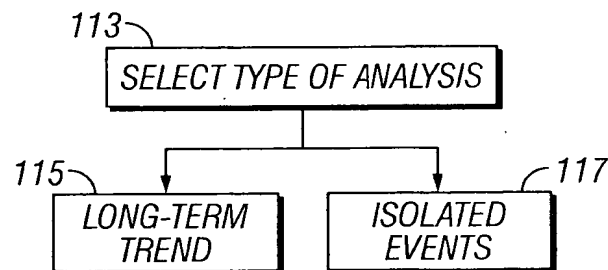 113
SELECT TYPE OF ANALYSIS
115
LONG-TERM
TREND
117
ISOLATED
EVENTS